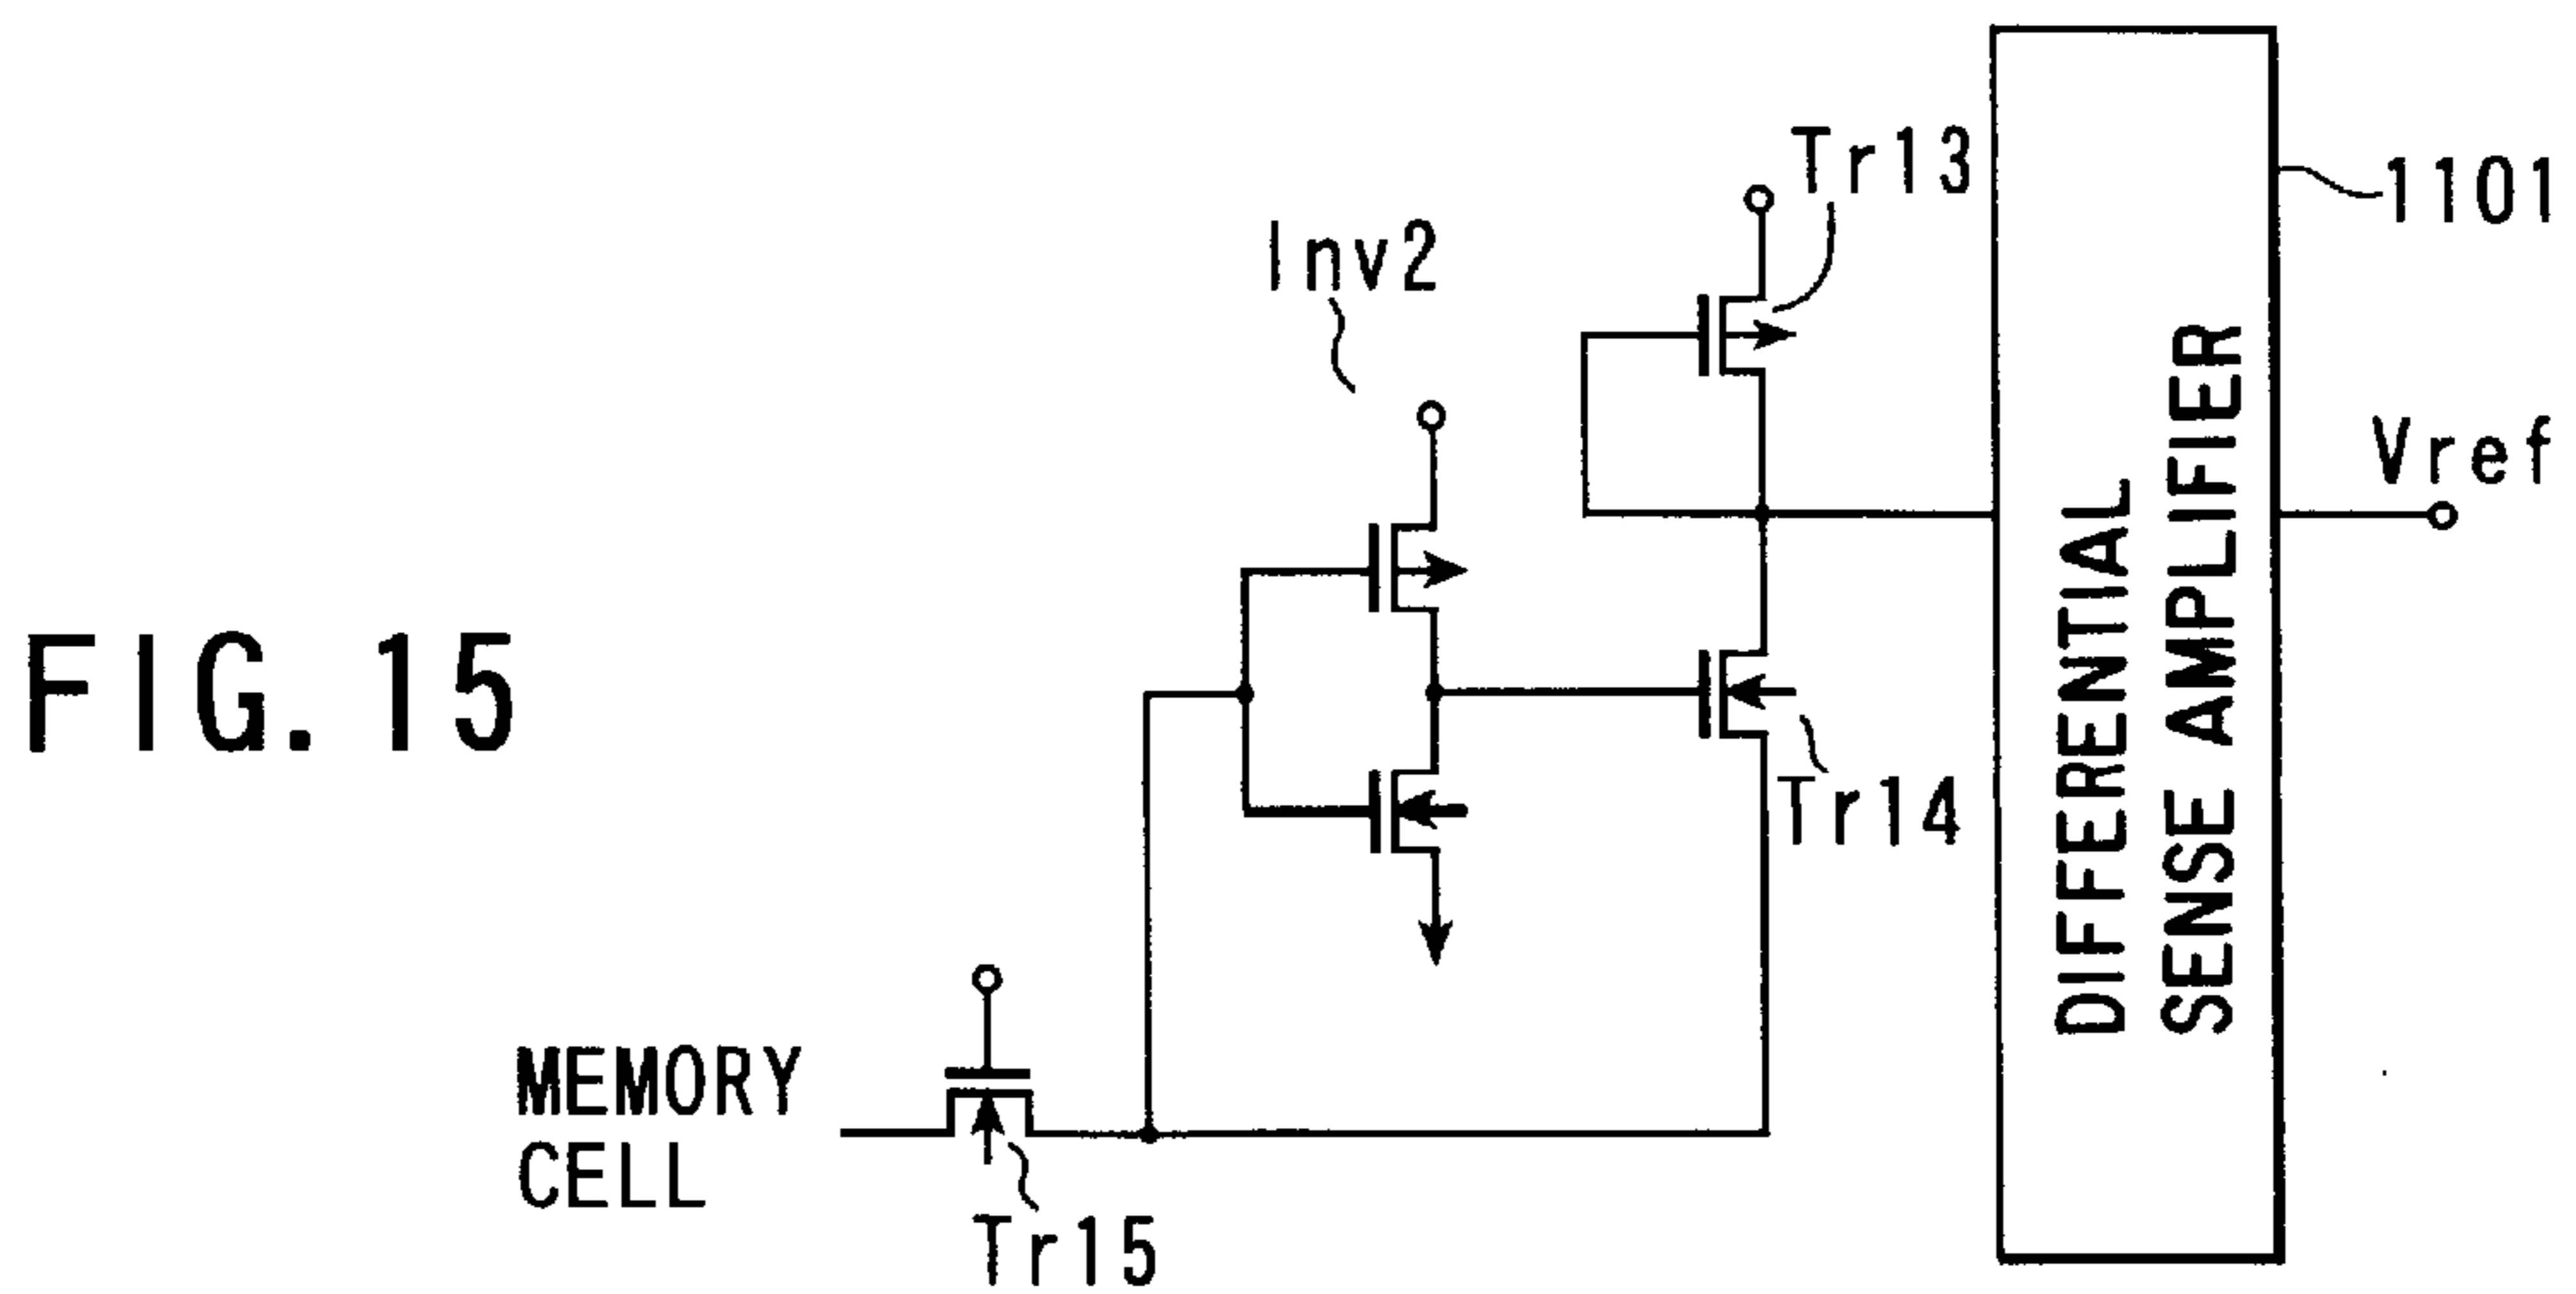 Tr13
1101
Inv2
Vref
DIFFERENTIAL
SENSE AMPLIFIER
FIG. 15
Tr14
MEMORY
CELL
Tr15